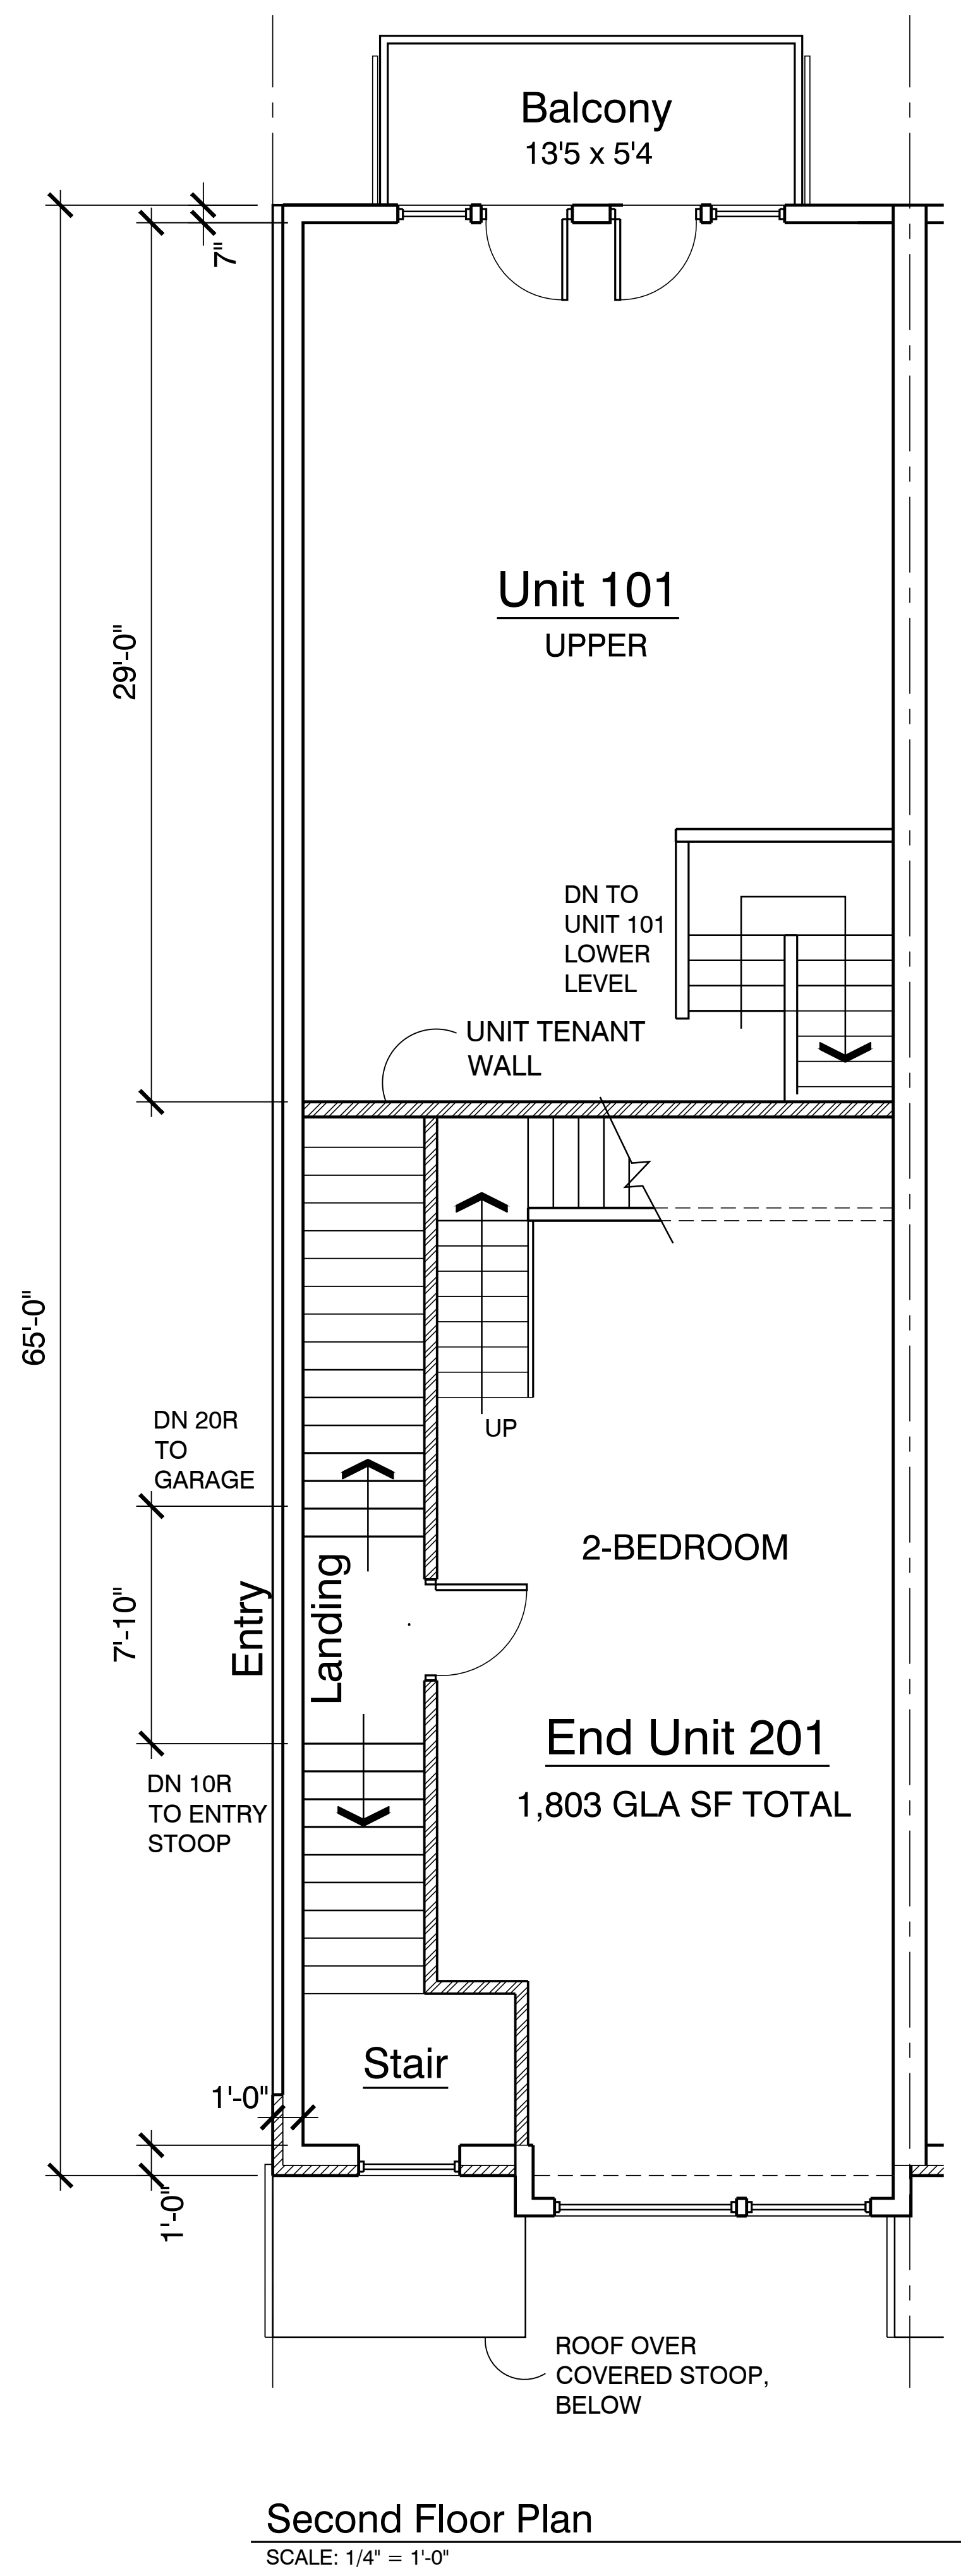 Balcony
13'5 x 5'4
7"
Unit 101
UPPER
29'-0"
DN TO
UNIT 101
LOWER
LEVEL
UNIT TENANT
WALL
65'-0"
DN 20R
TO
GARAGE
UP
2-BEDROOM
7'-10"
Entry
Landing
End Unit 201
1,803 GLA SF TOTAL
DN 10R
TO ENTRY
STOOP
Stair
1'-0"
1'-0"
ROOF OVER
COVERED STOOP,
BELOW
Second Floor Plan
SCALE: 1/4" = 1'-0"